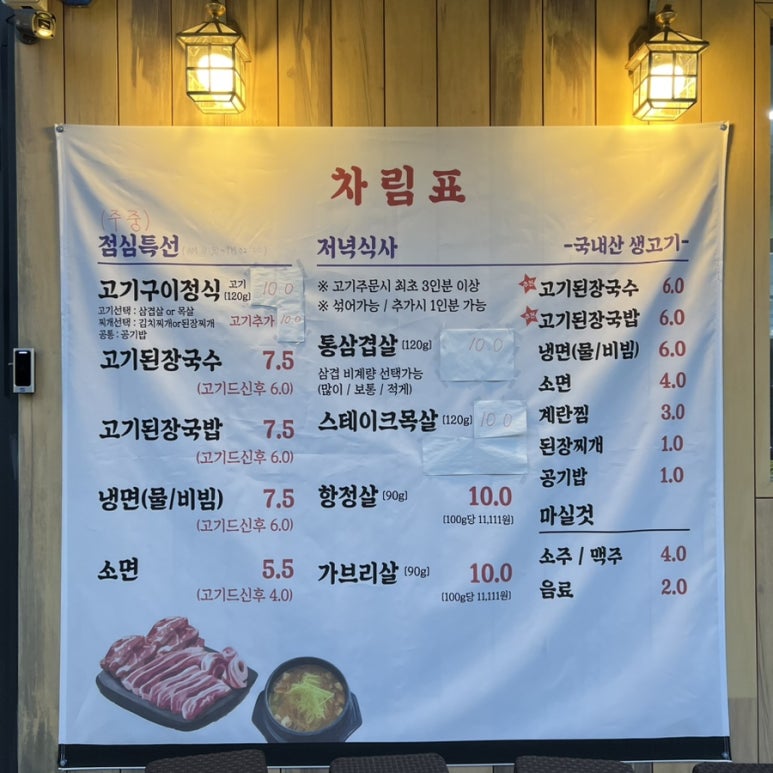 차림표
(주중)
점심특선
고기구이정식 고기 [120g] 10.0
고기선택 : 삼겹살 or 목살
찌개선택 : 김치찌개or된장찌개
공통 : 공기밥
고기추가 10.0
고기된장국수 7.5
(고기드신후 6.0)
고기된장국밥 7.5
(고기드신후 6.0)
냉면(물/비빔) 7.5
(고기드신후 6.0)
소면 5.5
(고기드신후 4.0)
저녁식사
※ 고기주문시 최초 3인분 이상
※ 섞어가능 / 추가시 1인분 가능
통삼겹살 [120g] 10.0
삼겹 비계량 선택가능
(많이 / 보통 / 적게)
스테이크목살 [120g] 10.0
항정살 [90g] 10.0
[100g당 11,111원]
가브리살 [90g] 10.0
[100g당 11,111원]
-국내산 생고기-
고기된장국수 6.0
고기된장국밥 6.0
냉면(물/비빔) 6.0
소면 4.0
계란찜 3.0
된장찌개 1.0
공기밥 1.0
마실것
소주 / 맥주 4.0
음료 2.0